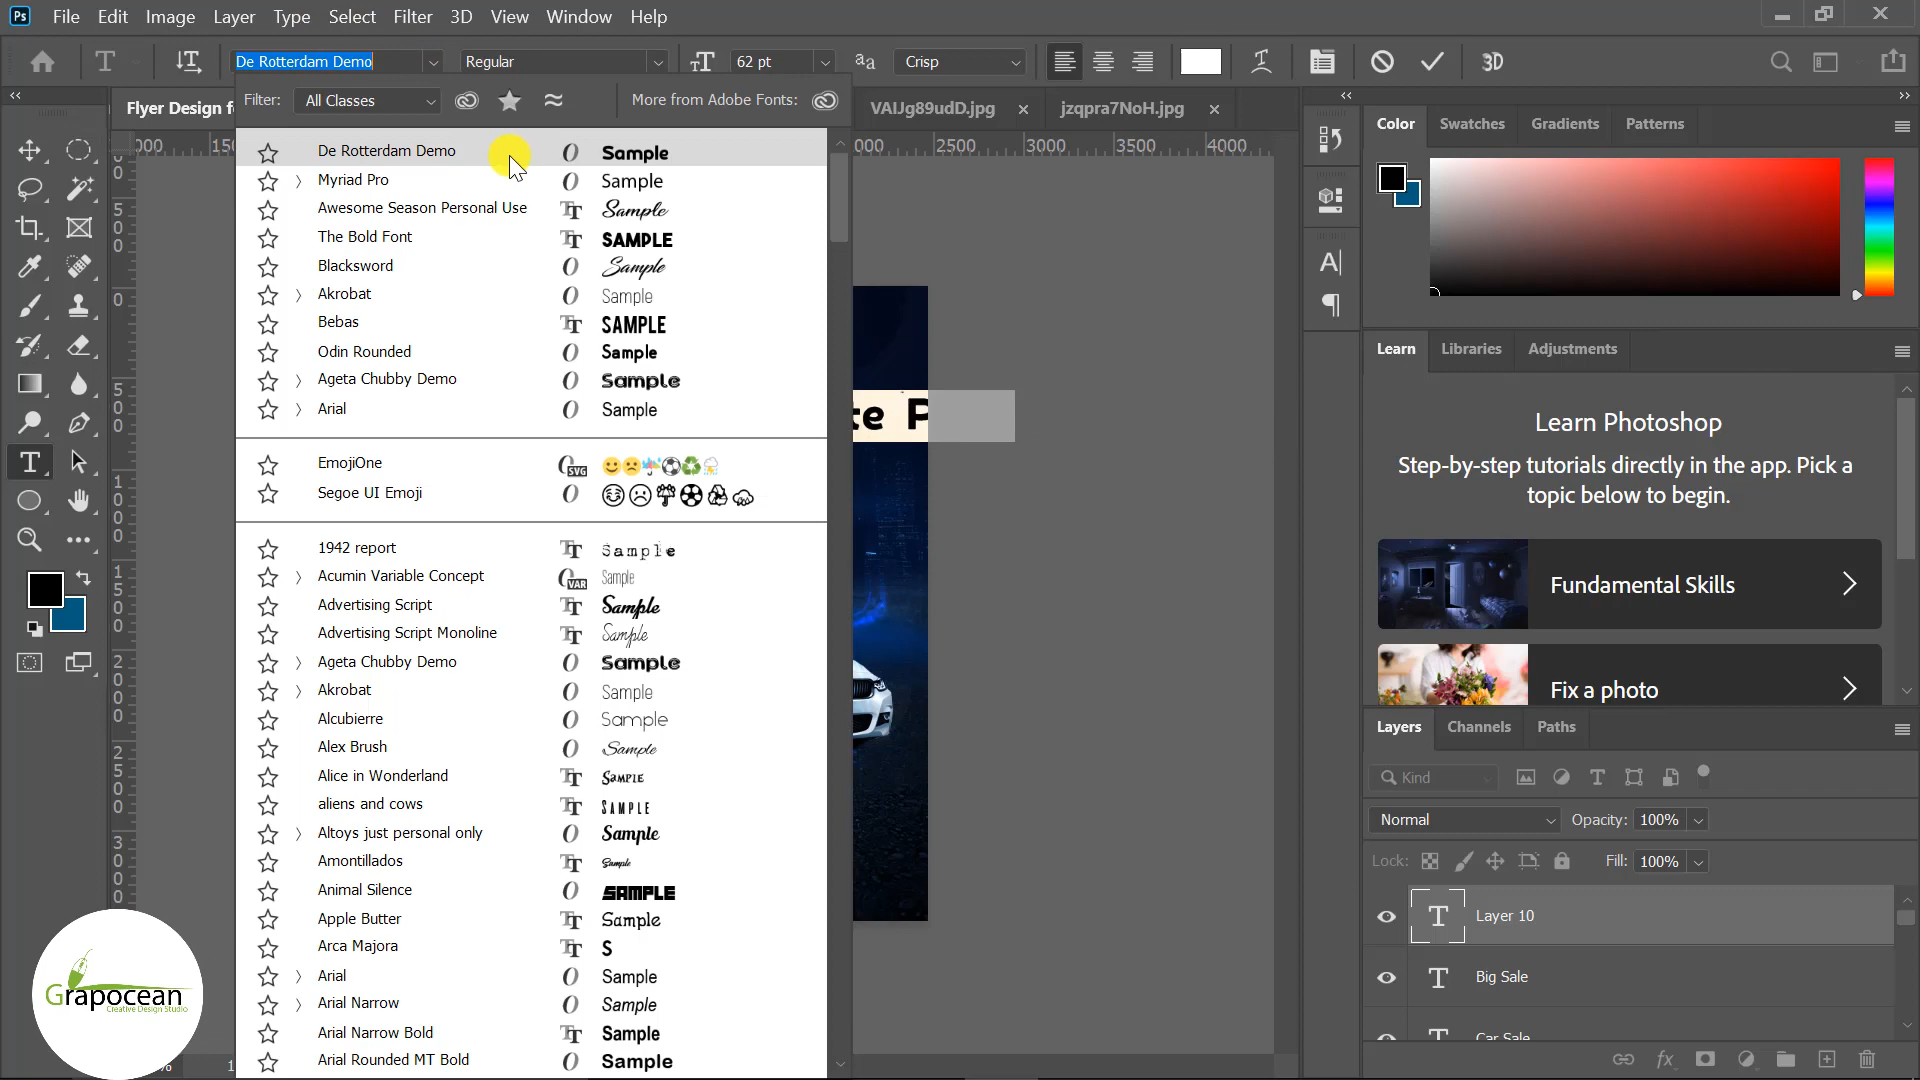 Ps File Edit Image Layer Type Select Filter 3D View Window Help
De Rotterdam Demo Regular 62 pt Crisp 3D
Filter: All Classes More from Adobe Fonts:
Flyer Design f VAIJg89udD.jpg jzqpra7NoH.jpg
De Rotterdam Demo Sample
Myriad Pro Sample
Awesome Season Personal Use Sample
The Bold Font SAMPLE
Blacksword Sample
Akrobat Sample
Bebas SAMPLE
Odin Rounded Sample
Ageta Chubby Demo Sample
Arial Sample
EmojiOne
Segoe UI Emoji
1942 report Sample
Acumin Variable Concept Sample
Advertising Script Sample
Advertising Script Monoline Sample
Ageta Chubby Demo Sample
Akrobat Sample
Alcubierre Sample
Alex Brush Sample
Alice in Wonderland Sample
aliens and cows SAMPLE
Altoys just personal only Sample
Amontillados Sample
Animal Silence SAMPLE
Apple Butter Sample
Arca Majora S
Arial Sample
Arial Narrow Sample
Arial Narrow Bold Sample
Arial Rounded MT Bold Sample
000 2500 3000 3500 4000
te P
Color Swatches Gradients Patterns
Learn Libraries Adjustments
Learn Photoshop
Step-by-step tutorials directly in the app. Pick a
topic below to begin.
Fundamental Skills
Fix a photo
Layers Channels Paths
Kind
Normal Opacity: 100%
Lock: Fill: 100%
Layer 10
Big Sale
Car Sale
Grapocean
Creative Design Studio